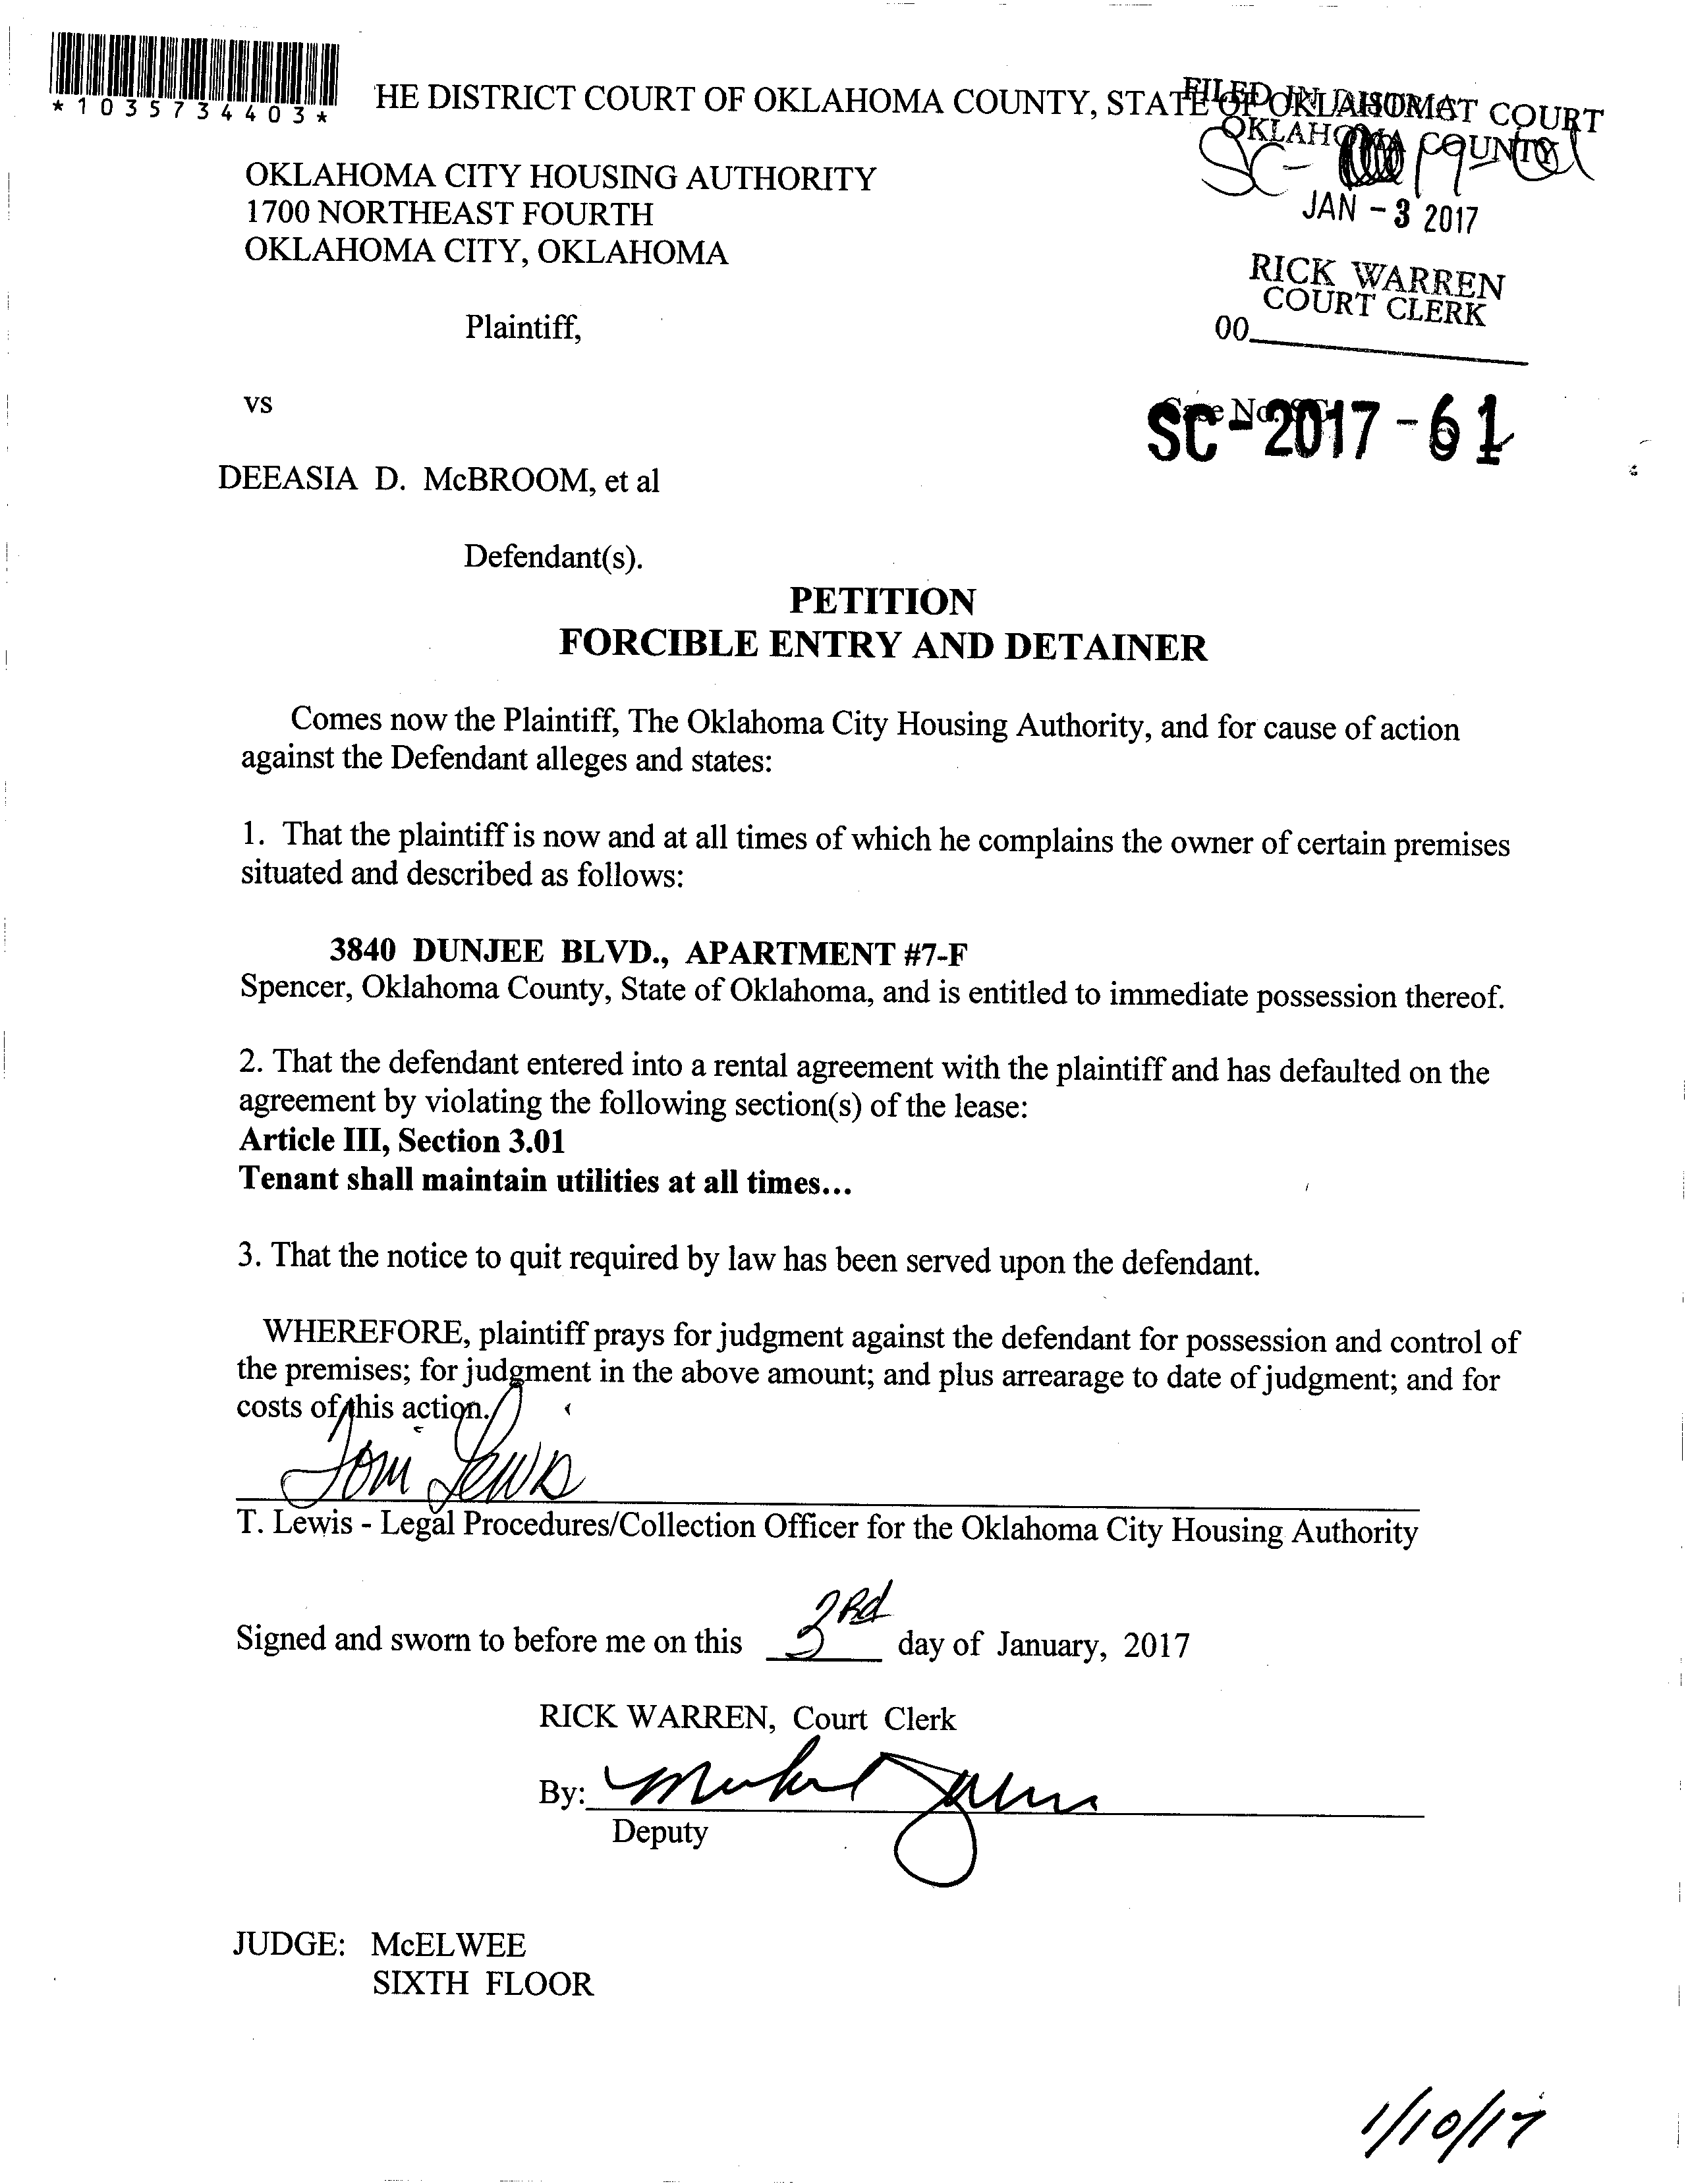 *1035734403*
HE DISTRICT COURT OF OKLAHOMA COUNTY, STATE OF OKLAHOMA
FILED IN DISTRICT COURT
OKLAHOMA COUNTY
SC-
JAN -3 2017
RICK WARREN
COURT CLERK
00
OKLAHOMA CITY HOUSING AUTHORITY
1700 NORTHEAST FOURTH
OKLAHOMA CITY, OKLAHOMA
Plaintiff,
vs
Case No. SC-
SC-2017-61
DEEASIA D. McBROOM, et al
Defendant(s).
PETITION
FORCIBLE ENTRY AND DETAINER
Comes now the Plaintiff, The Oklahoma City Housing Authority, and for cause of action
against the Defendant alleges and states:
1. That the plaintiff is now and at all times of which he complains the owner of certain premises
situated and described as follows:
3840 DUNJEE BLVD., APARTMENT #7-F
Spencer, Oklahoma County, State of Oklahoma, and is entitled to immediate possession thereof.
2. That the defendant entered into a rental agreement with the plaintiff and has defaulted on the
agreement by violating the following section(s) of the lease:
Article III, Section 3.01
Tenant shall maintain utilities at all times...
3. That the notice to quit required by law has been served upon the defendant.
WHEREFORE, plaintiff prays for judgment against the defendant for possession and control of
the premises; for judgment in the above amount; and plus arrearage to date of judgment; and for
costs of this action.
Tom Lewis
T. Lewis - Legal Procedures/Collection Officer for the Oklahoma City Housing Authority
Signed and sworn to before me on this 3Rd day of January, 2017
RICK WARREN, Court Clerk
By:
Deputy
JUDGE: McELWEE
SIXTH FLOOR
1/10/17